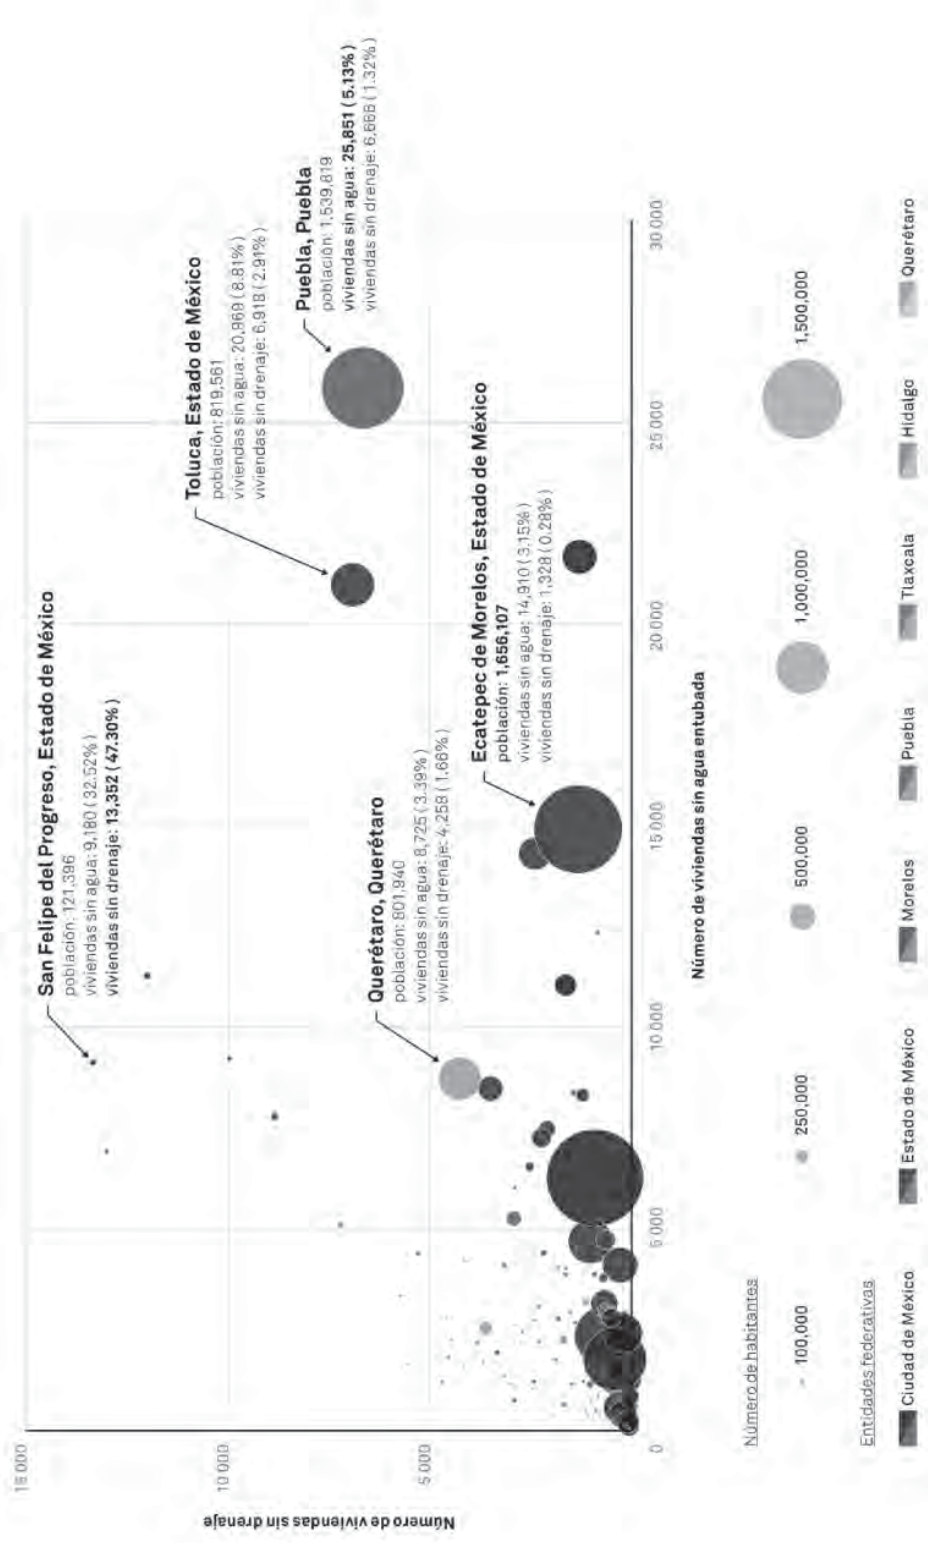 San Felipe del Progreso, Estado de México
población: 121,396
viviendas sin agua: 9,180 ( 32.52% )
viviendas sin drenaje: 13,352 ( 47.30% )
Toluca, Estado de México
población: 819,561
viviendas sin agua: 20,969 ( 8.81% )
viviendas sin drenaje: 6,918 ( 2.91% )
Puebla, Puebla
población: 1,539,819
viviendas sin agua: 25,851 ( 5.13% )
viviendas sin drenaje: 6,668 ( 1.32% )
Querétaro, Querétaro
población: 801,940
viviendas sin agua: 8,725 ( 3.39% )
viviendas sin drenaje: 4,258 ( 1.66% )
Ecatepec de Morelos, Estado de México
población: 1,656,107
viviendas sin agua: 14,910 ( 3.15% )
viviendas sin drenaje: 1,328 ( 0.28% )
Número de viviendas sin drenaje
15 000
10 000
5 000
0
5 000
10 000
15 000
20 000
25 000
30 000
Número de viviendas sin agua entubada
Número de habitantes
100,000
250,000
500,000
1,000,000
1,500,000
Entidades federativas
Ciudad de México
Estado de México
Morelos
Puebla
Tlaxcala
Hidalgo
Querétaro